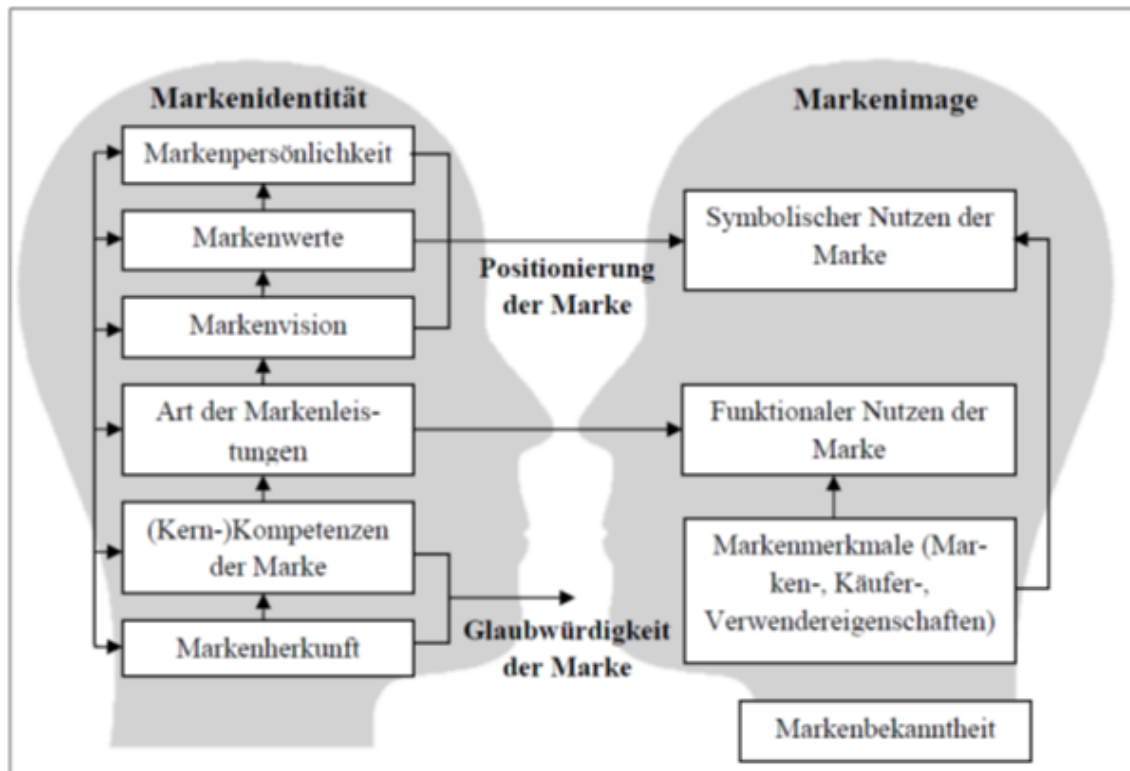 Markenidentität
Markenpersönlichkeit
Markenwerte
Markenvision
Art der Markenleis-
tungen
(Kern-)Kompetenzen
der Marke
Markenherkunft
Positionierung
der Marke
Glaubwürdigkeit
der Marke
Markenimage
Symbolischer Nutzen der
Marke
Funktionaler Nutzen der
Marke
Markenmerkmale (Mar-
ken-, Käufer-,
Verwendereigenschaften)
Markenbekanntheit